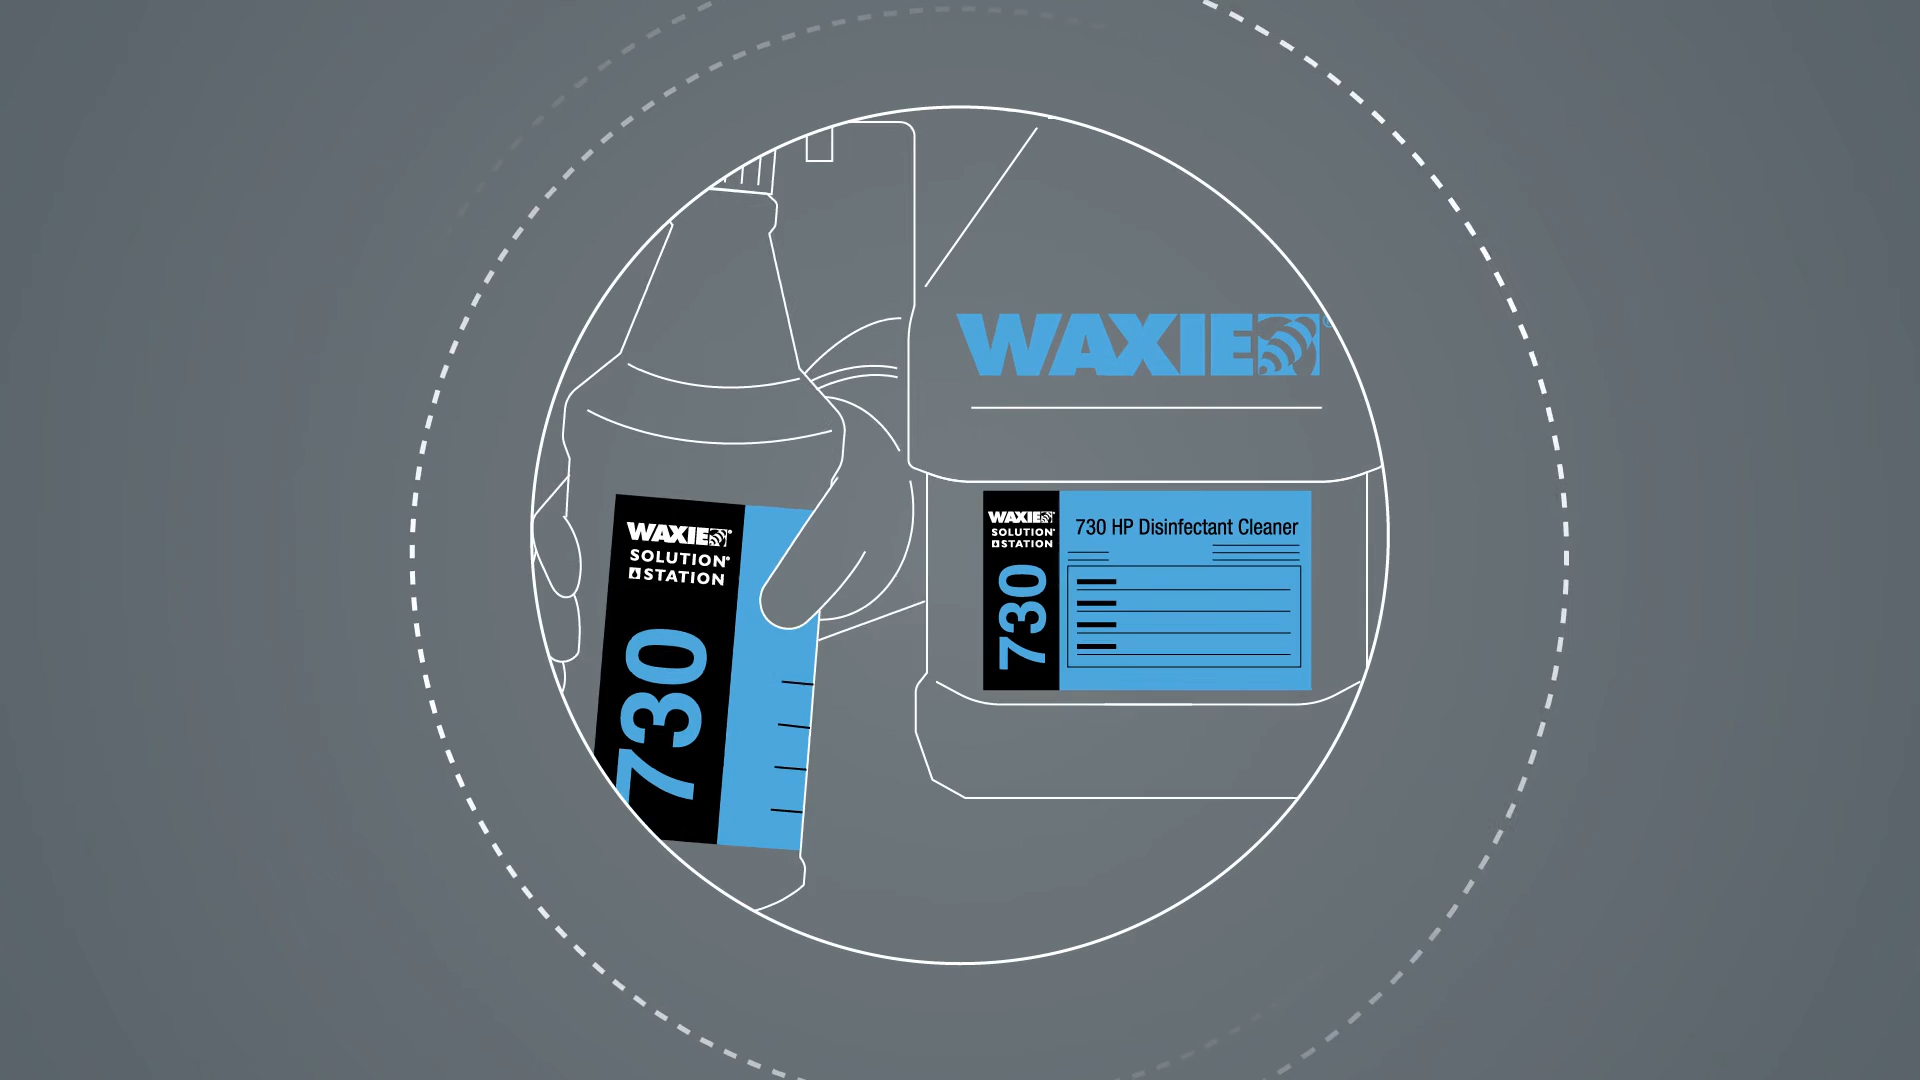 WAXIE®
WAXIE®
SOLUTION®
STATION
730
WAXIE
SOLUTION®
STATION
730
730 HP Disinfectant Cleaner